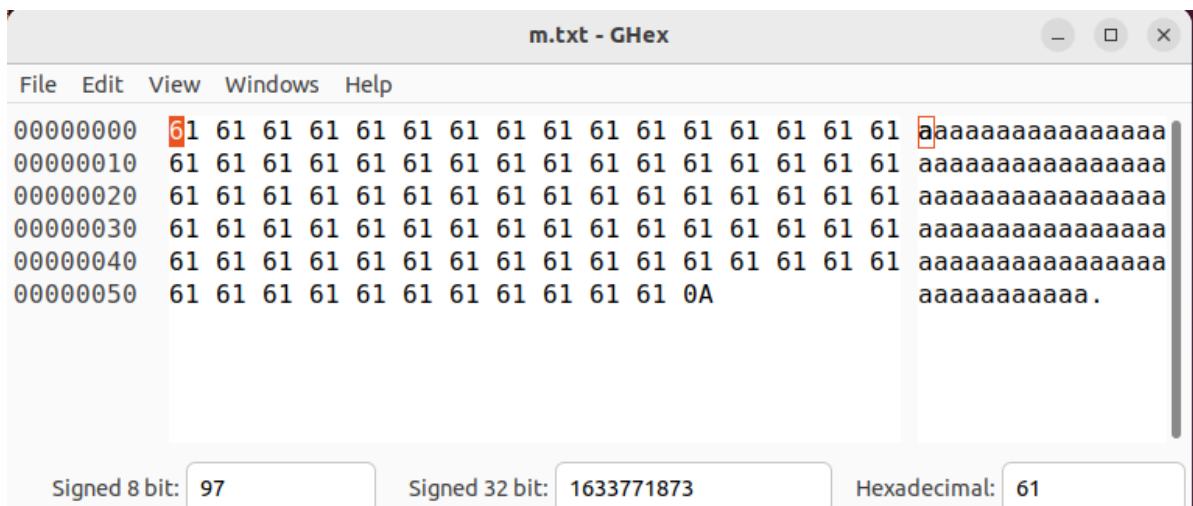 m.txt - GHex
File Edit View Windows Help
00000000 61 61 61 61 61 61 61 61 61 61 61 61 61 61 61 61 aaaaaaaaaaaaaaaa
00000010 61 61 61 61 61 61 61 61 61 61 61 61 61 61 61 61 aaaaaaaaaaaaaaaa
00000020 61 61 61 61 61 61 61 61 61 61 61 61 61 61 61 61 aaaaaaaaaaaaaaaa
00000030 61 61 61 61 61 61 61 61 61 61 61 61 61 61 61 61 aaaaaaaaaaaaaaaa
00000040 61 61 61 61 61 61 61 61 61 61 61 61 61 61 61 61 aaaaaaaaaaaaaaaa
00000050 61 61 61 61 61 61 61 61 61 61 61 0A aaaaaaaaaaa.
Signed 8 bit: 97 Signed 32 bit: 1633771873 Hexadecimal: 61